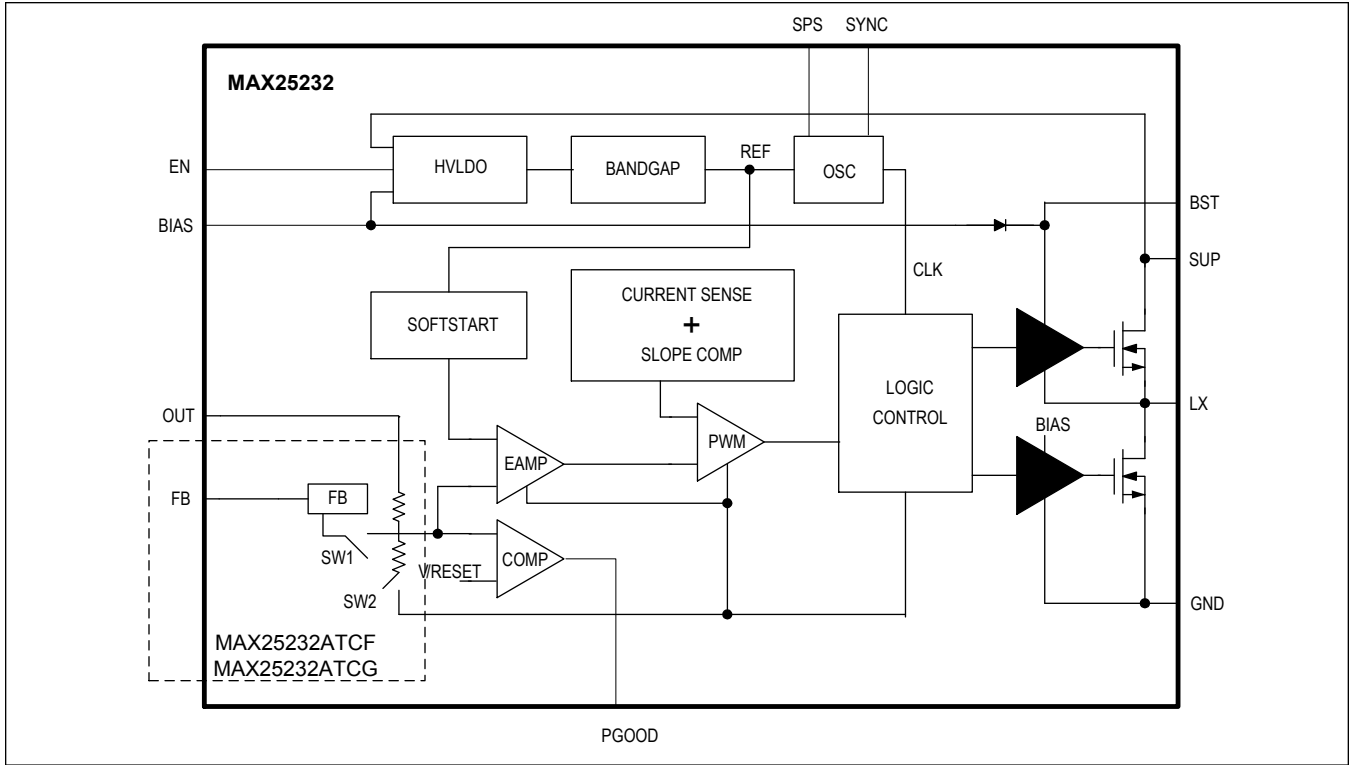 SPS SYNC
MAX25232
EN
HVLDO
BANDGAP
REF
OSC
BST
BIAS
SUP
CLK
SOFTSTART
CURRENT SENSE
+
SLOPE COMP
LOGIC
CONTROL
LX
OUT
BIAS
PWM
EAMP
FB
FB
SW1
VRESET
COMP
SW2
GND
MAX25232ATCF
MAX25232ATCG
PGOOD